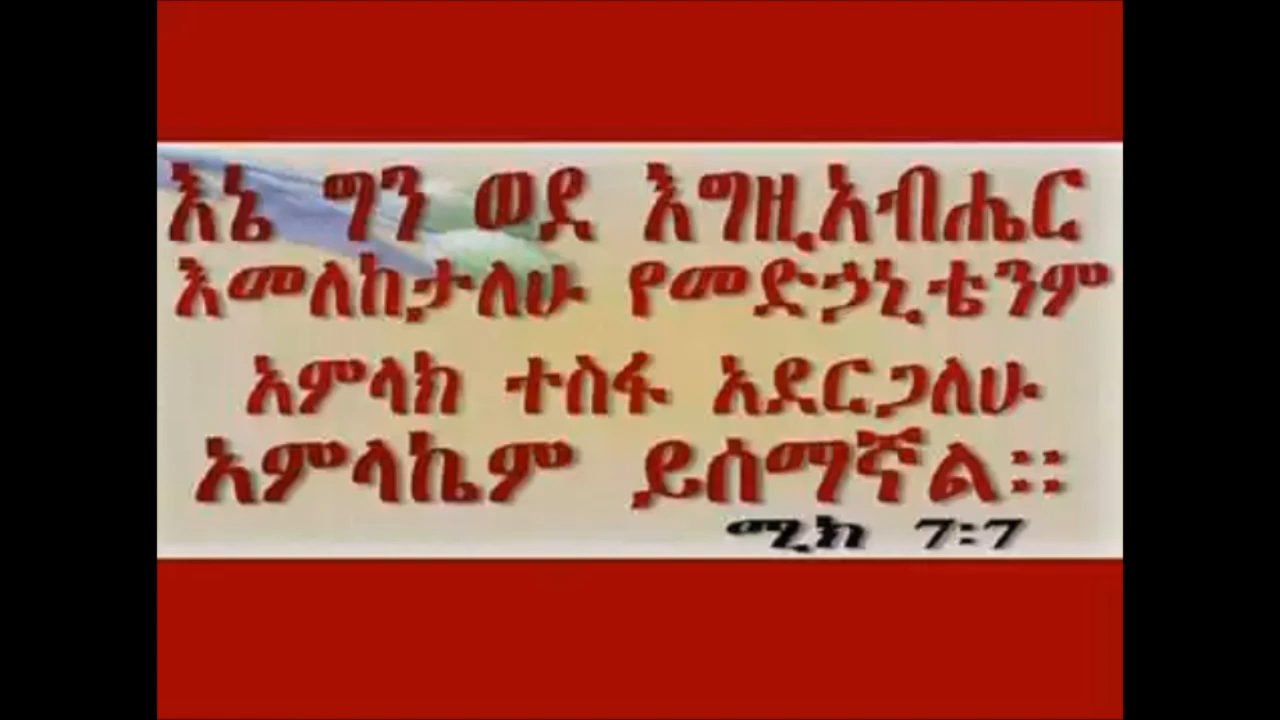 እኔ ግን ወደ እግዚአብሔር
እመለከታለሁ የመድኃኒቴንም
አምላክ ተስፋ አደርጋለሁ
አምላኬም ይሰማኛል።
ሚክ 7፡7